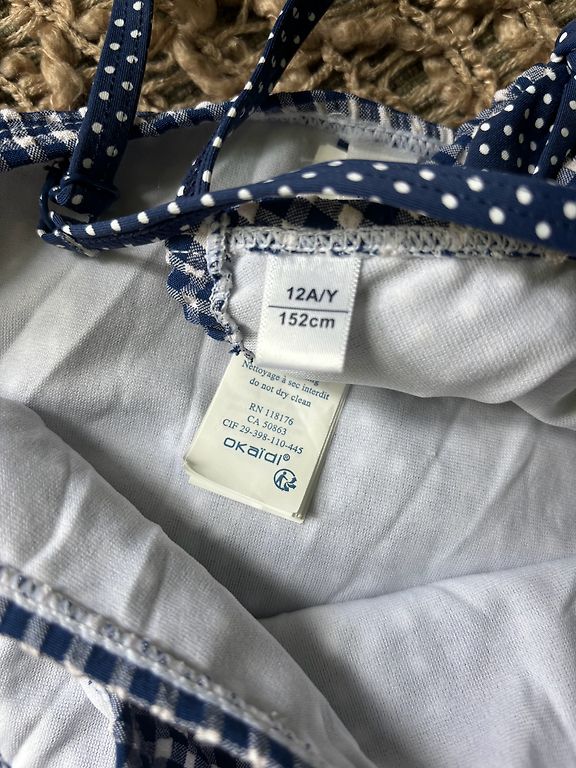 12A/Y
152cm
Nettoyage à sec interdit
do not dry clean
RN 118176
CA 50863
CIF 29-398-110-445
OKAÏDI®